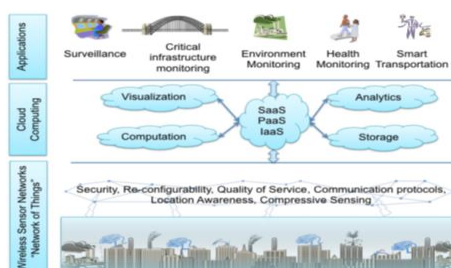 Applications
Surveillance
Critical
infrastructure
monitoring
Environment
Monitoring
Health
Monitoring
Smart
Transportation
Cloud
Computing
Visualization
Computation
SaaS
PaaS
IaaS
Analytics
Storage
Wireless Sensor Networks
"Network of Things"
Security, Re-configurability, Quality of Service, Communication protocols,
Location Awareness, Compressive Sensing